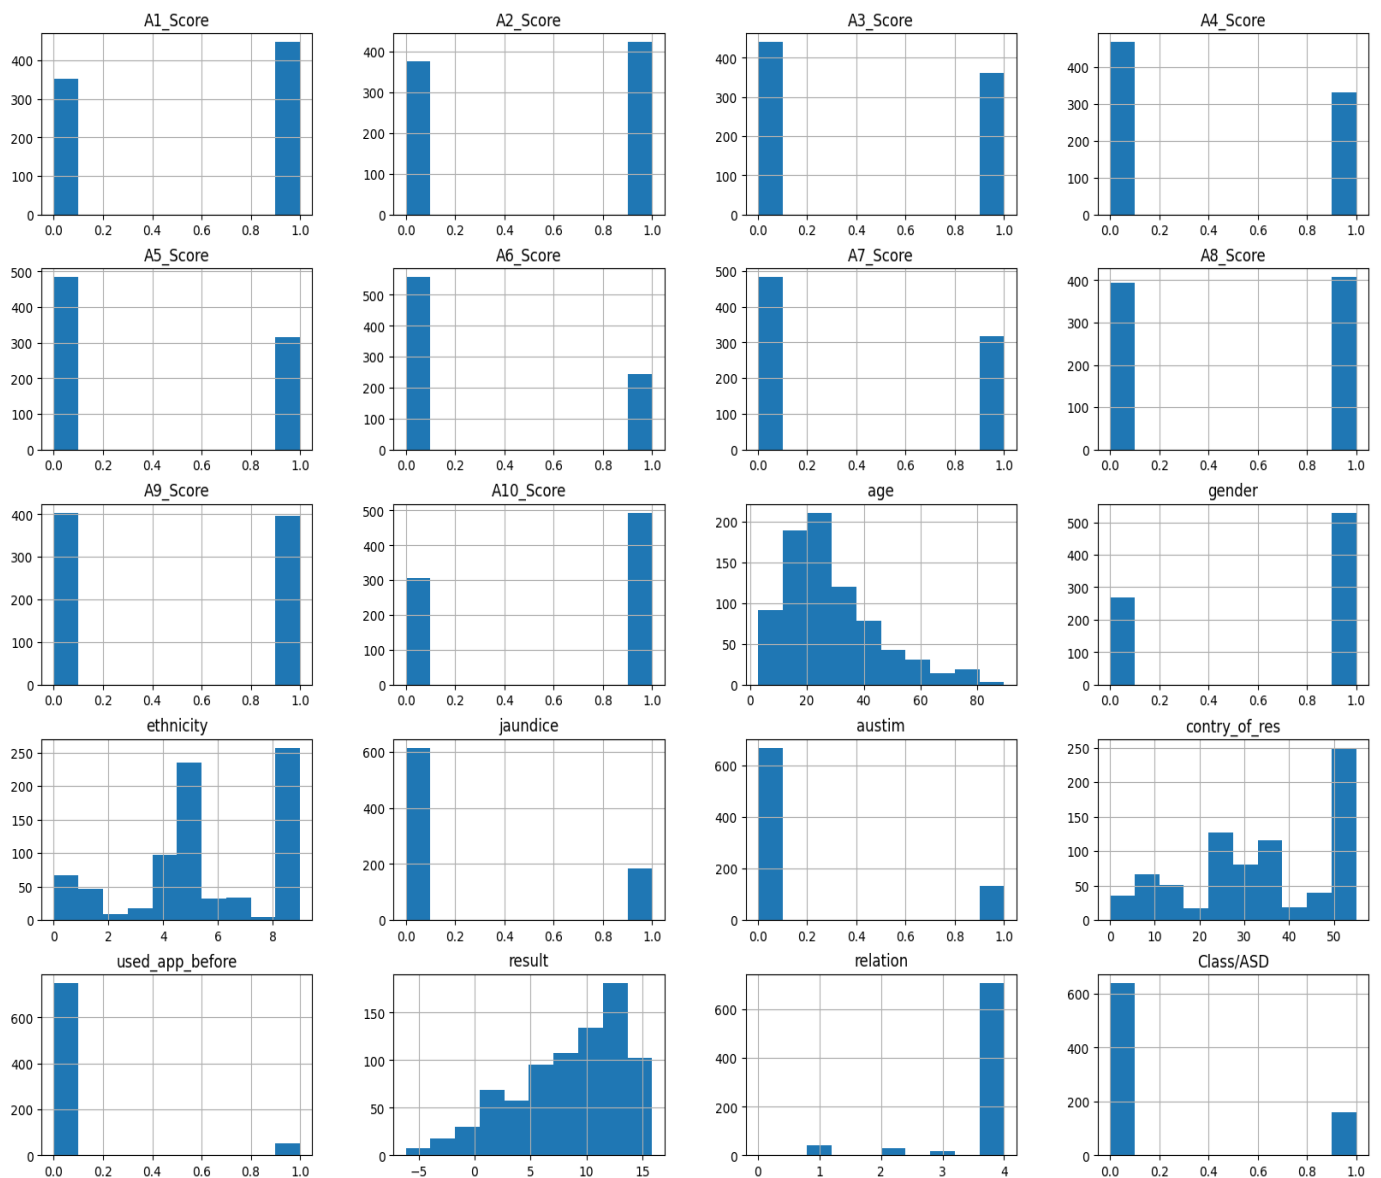 A1_Score
400
300
200
100
0
0.0 0.2 0.4 0.6 0.8 1.0
A2_Score
400
300
200
100
0
0.0 0.2 0.4 0.6 0.8 1.0
A3_Score
400
300
200
100
0
0.0 0.2 0.4 0.6 0.8 1.0
A4_Score
400
300
200
100
0
0.0 0.2 0.4 0.6 0.8 1.0
A5_Score
500
400
300
200
100
0
0.0 0.2 0.4 0.6 0.8 1.0
A6_Score
500
400
300
200
100
0
0.0 0.2 0.4 0.6 0.8 1.0
A7_Score
500
400
300
200
100
0
0.0 0.2 0.4 0.6 0.8 1.0
A8_Score
400
300
200
100
0
0.0 0.2 0.4 0.6 0.8 1.0
A9_Score
400
300
200
100
0
0.0 0.2 0.4 0.6 0.8 1.0
A10_Score
500
400
300
200
100
0
0.0 0.2 0.4 0.6 0.8 1.0
age
200
150
100
50
0
0 20 40 60 80
gender
500
400
300
200
100
0
0.0 0.2 0.4 0.6 0.8 1.0
ethnicity
250
200
150
100
50
0
0 2 4 6 8
jaundice
600
400
200
0
0.0 0.2 0.4 0.6 0.8 1.0
austim
600
400
200
0
0.0 0.2 0.4 0.6 0.8 1.0
contry_of_res
250
200
150
100
50
0
0 10 20 30 40 50
used_app_before
600
400
200
0
0.0 0.2 0.4 0.6 0.8 1.0
result
150
100
50
0
−5 0 5 10 15
relation
600
400
200
0
0 1 2 3 4
Class/ASD
600
400
200
0
0.0 0.2 0.4 0.6 0.8 1.0